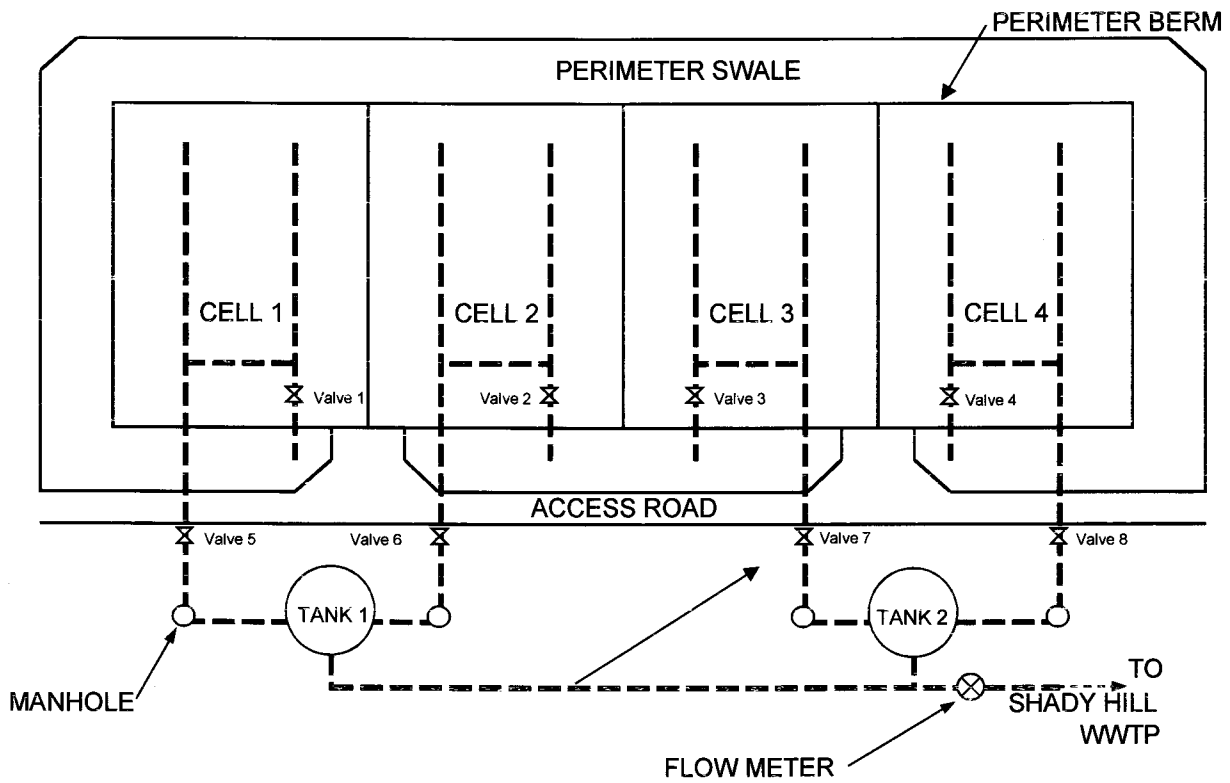 PERIMETER BERM
PERIMETER SWALE
CELL 1
CELL 2
CELL 3
CELL 4
Valve 1
Valve 2
Valve 3
Valve 4
ACCESS ROAD
Valve 5
Valve 6
Valve 7
Valve 8
TANK 1
TANK 2
MANHOLE
TO
SHADY HILL
WWTP
FLOW METER